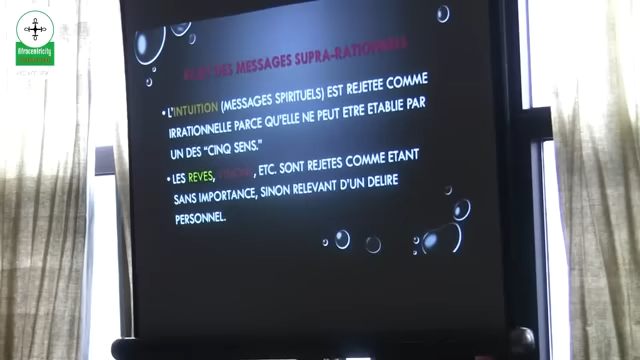 Afrocentricity
REJET DES MESSAGES SUPRA-RATIONNELS
• L'INTUITION (MESSAGES SPIRITUELS) EST REJETEE COMME
IRRATIONNELLE PARCE QU'ELLE NE PEUT ETRE ETABLIE PAR
UN DES "CINQ SENS."
• LES REVES, VISIONS, ETC. SONT REJETES COMME ETANT
SANS IMPORTANCE, SINON RELEVANT D'UN DELIRE
PERSONNEL.